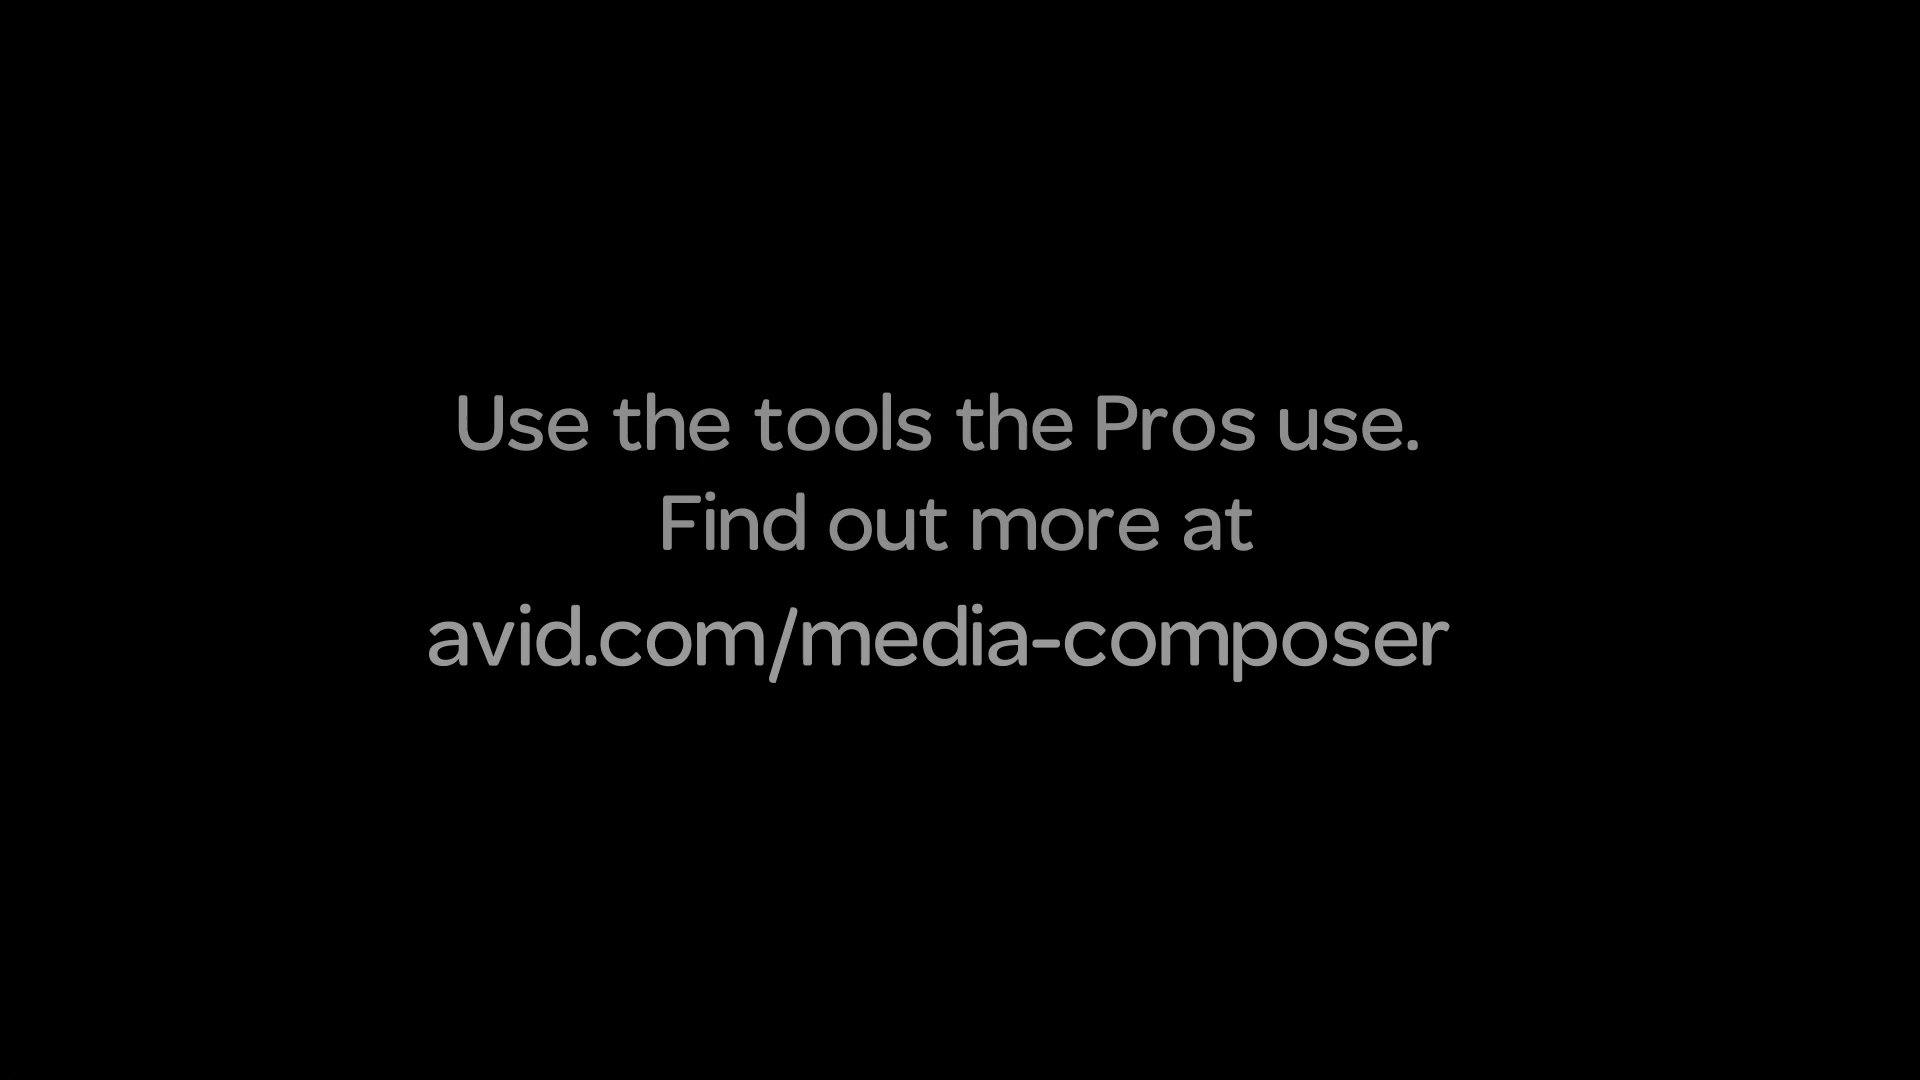 Use the tools the Pros use.
Find out more at
avid.com/media-composer